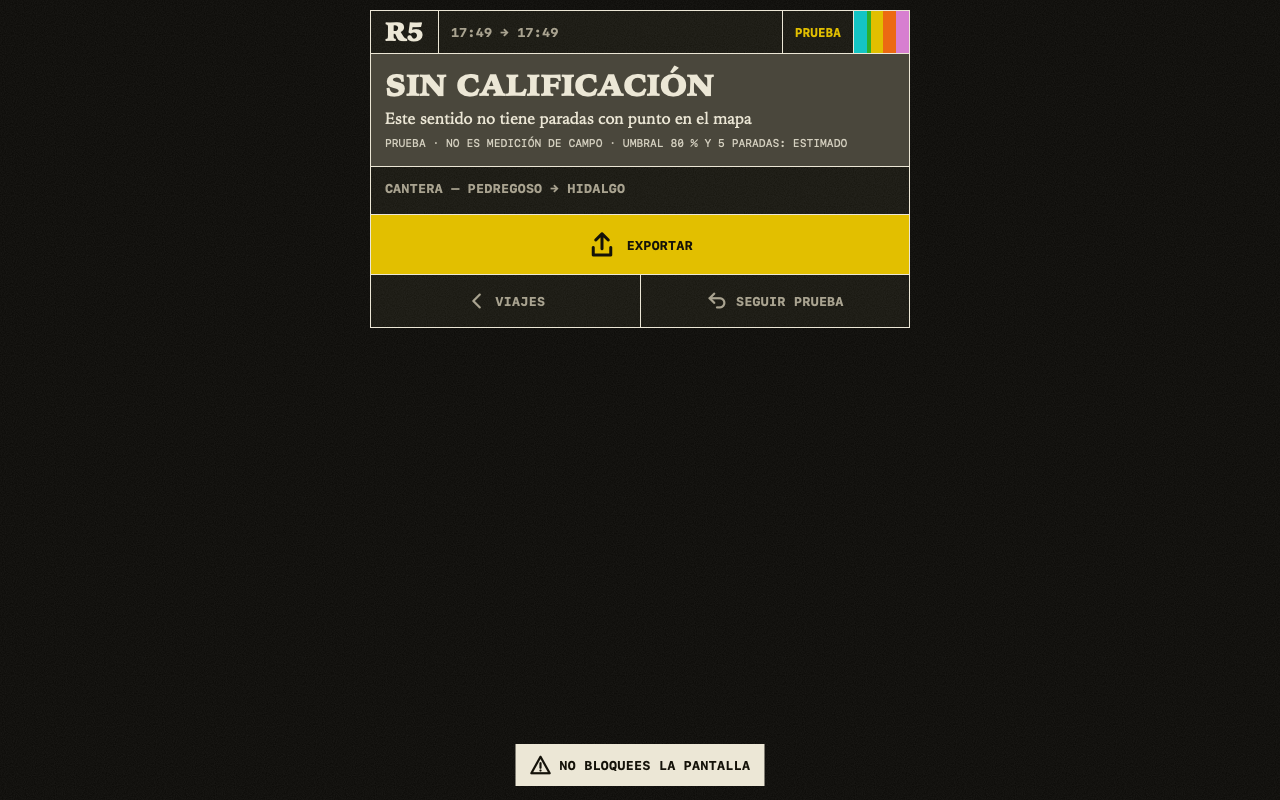 R5
17:49 → 17:49
PRUEBA
SIN CALIFICACIÓN
Este sentido no tiene paradas con punto en el mapa
PRUEBA · NO ES MEDICIÓN DE CAMPO · UMBRAL 80 % Y 5 PARADAS: ESTIMADO
CANTERA — PEDREGOSO → HIDALGO
EXPORTAR
VIAJES
SEGUIR PRUEBA
NO BLOQUEES LA PANTALLA